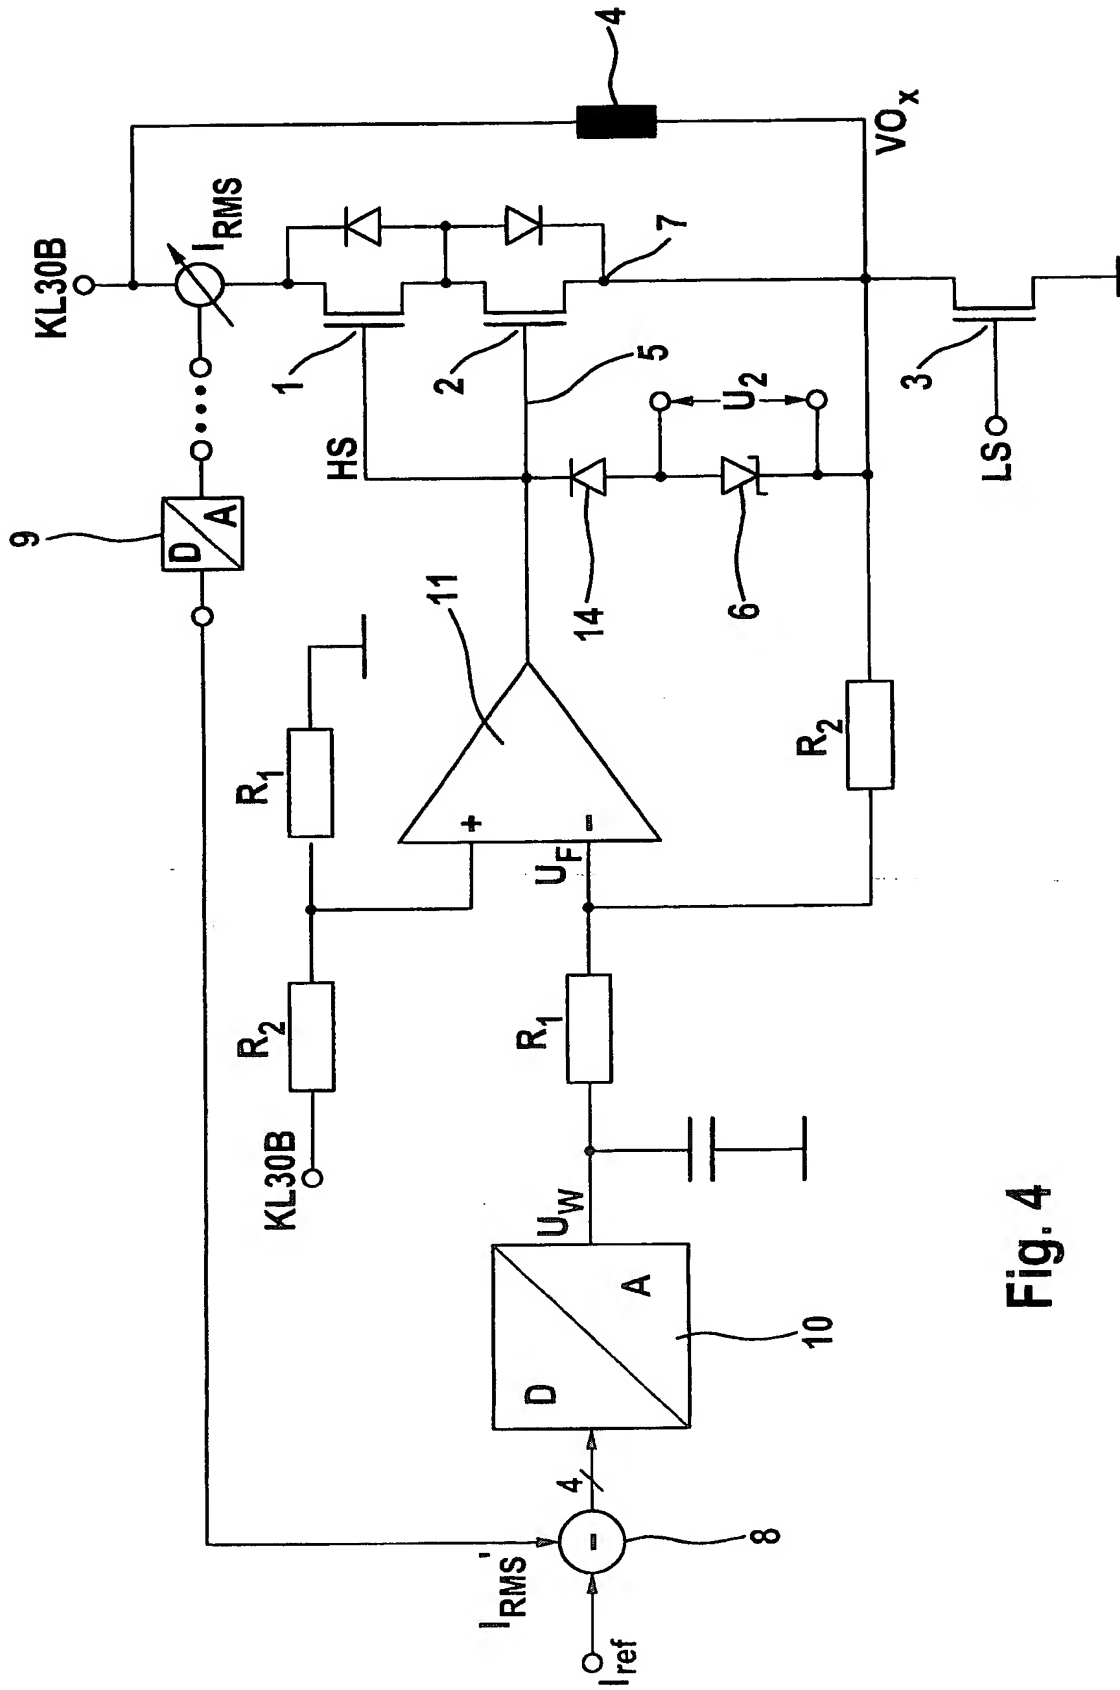 KL30B
I_RMS
9
D
A
1
HS
2
5
7
4
VO_x
U_2
14
6
3
LS
11
R_1
R_2
KL30B
+
-
U_F
R_2
R_1
U_W
D
A
10
4
-
8
I_RMS'
I_ref
Fig. 4